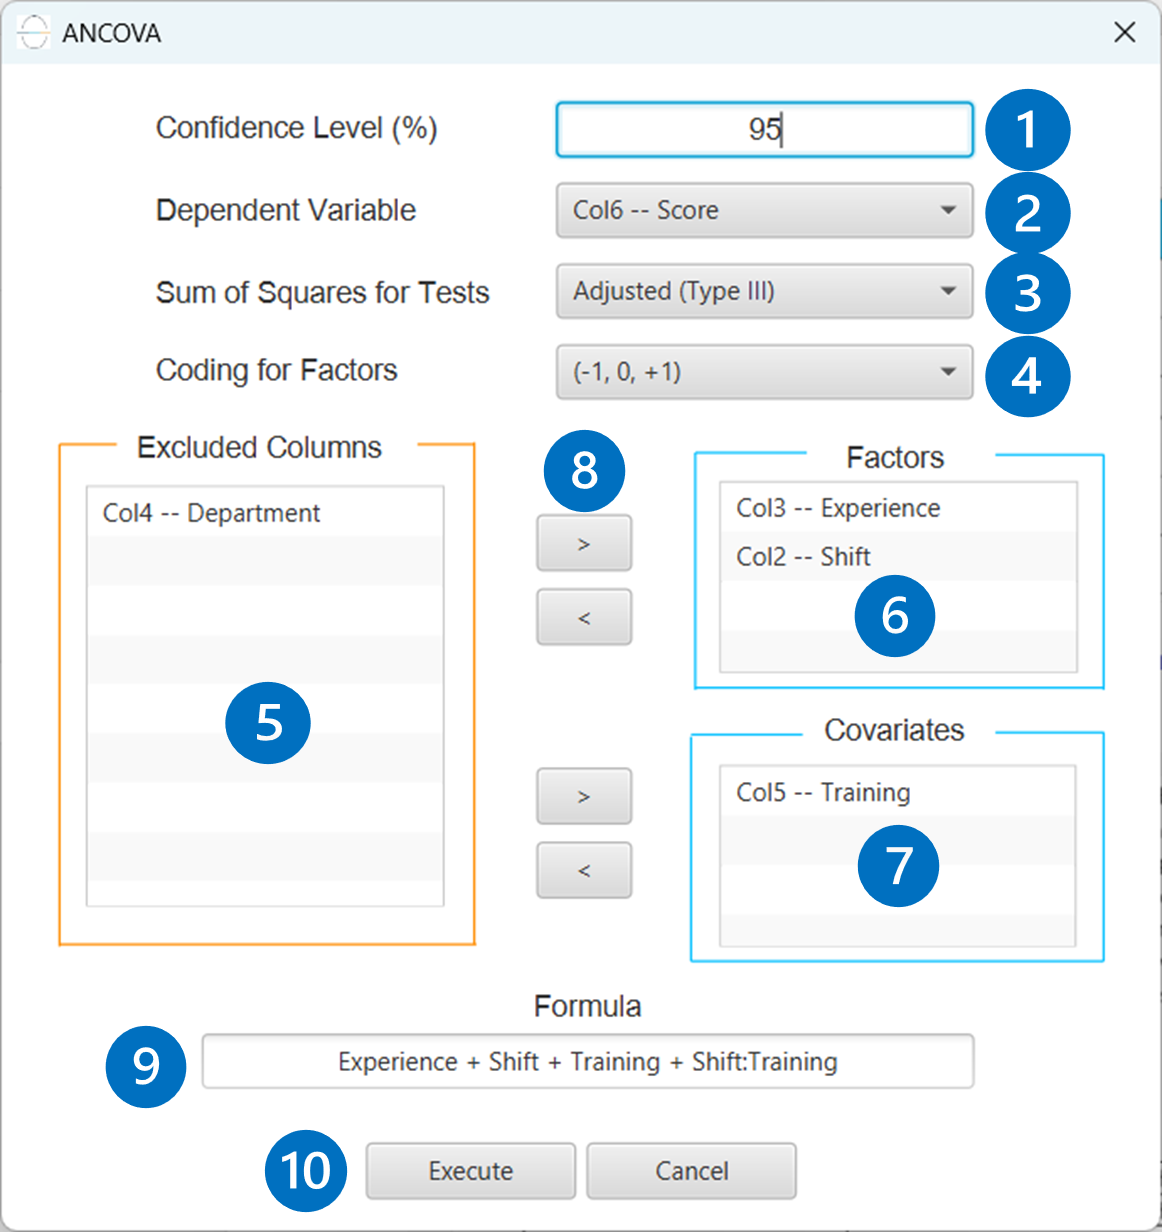 ANCOVA
Confidence Level (%) 95 1
Dependent Variable Col6 -- Score 2
Sum of Squares for Tests Adjusted (Type III) 3
Coding for Factors (-1, 0, +1) 4
Excluded Columns
Col4 -- Department
5
8
>
<
>
<
Factors
Col3 -- Experience
Col2 -- Shift
6
Covariates
Col5 -- Training
7
Formula
9 Experience + Shift + Training + Shift:Training
10 Execute Cancel